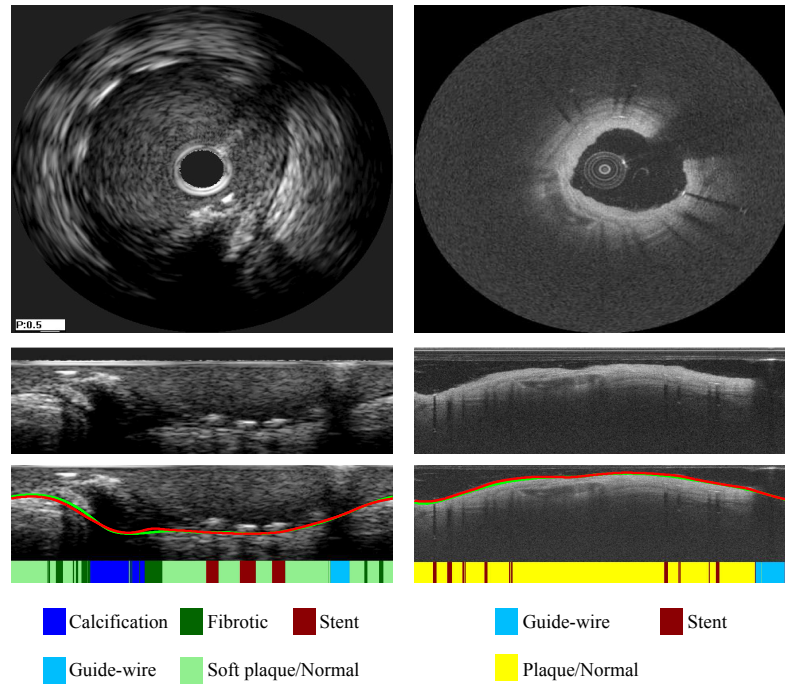 P:0.5
Calcification Fibrotic Stent
Guide-wire Soft plaque/Normal
Guide-wire Stent
Plaque/Normal